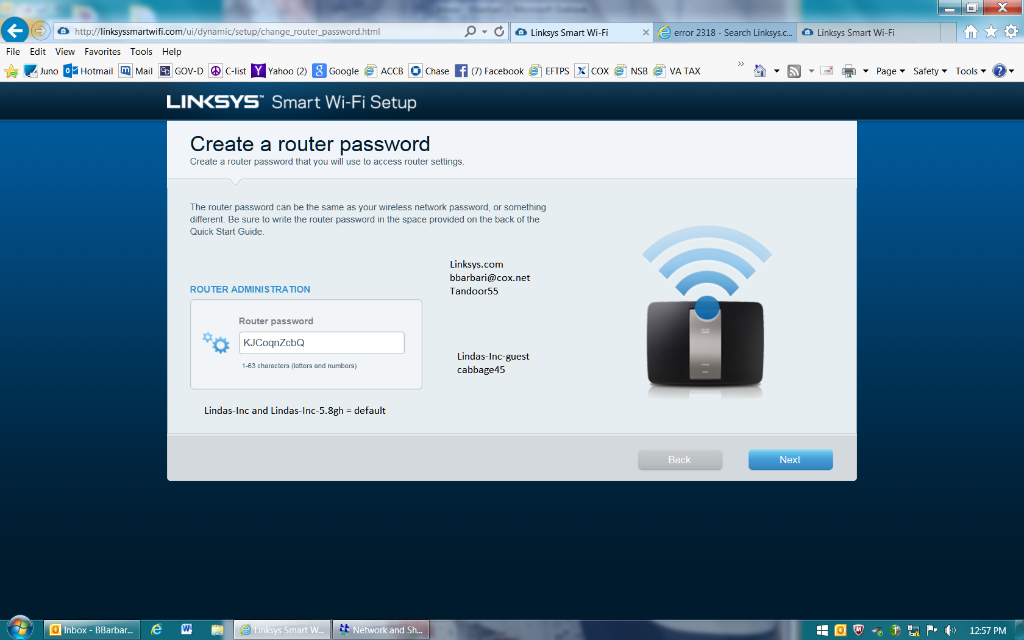 http://linksyssmartwifi.com/ui/dynamic/setup/change_router_password.html
Linksys Smart Wi-Fi
error 2318 - Search Linksys.c...
Linksys Smart Wi-Fi
File Edit View Favorites Tools Help
Juno Hotmail Mail GOV-D C-list Yahoo (2) Google ACCB Chase (7) Facebook EFTPS COX NSB VA TAX » Page Safety Tools
LINKSYS™ Smart Wi-Fi Setup
Create a router password
Create a router password that you will use to access router settings.
The router password can be the same as your wireless network password, or something
different. Be sure to write the router password in the space provided on the back of the
Quick Start Guide.
Linksys.com
bbarbari@cox.net
Tandoor55
ROUTER ADMINISTRATION
Router password
KJCoqnZcbQ
1-63 characters (letters and numbers)
Lindas-Inc-guest
cabbage45
Lindas-Inc and Lindas-Inc-5.8gh = default
Back Next
Inbox - BBarbar...
Linksys Smart W...
Network and Sh...
12:57 PM